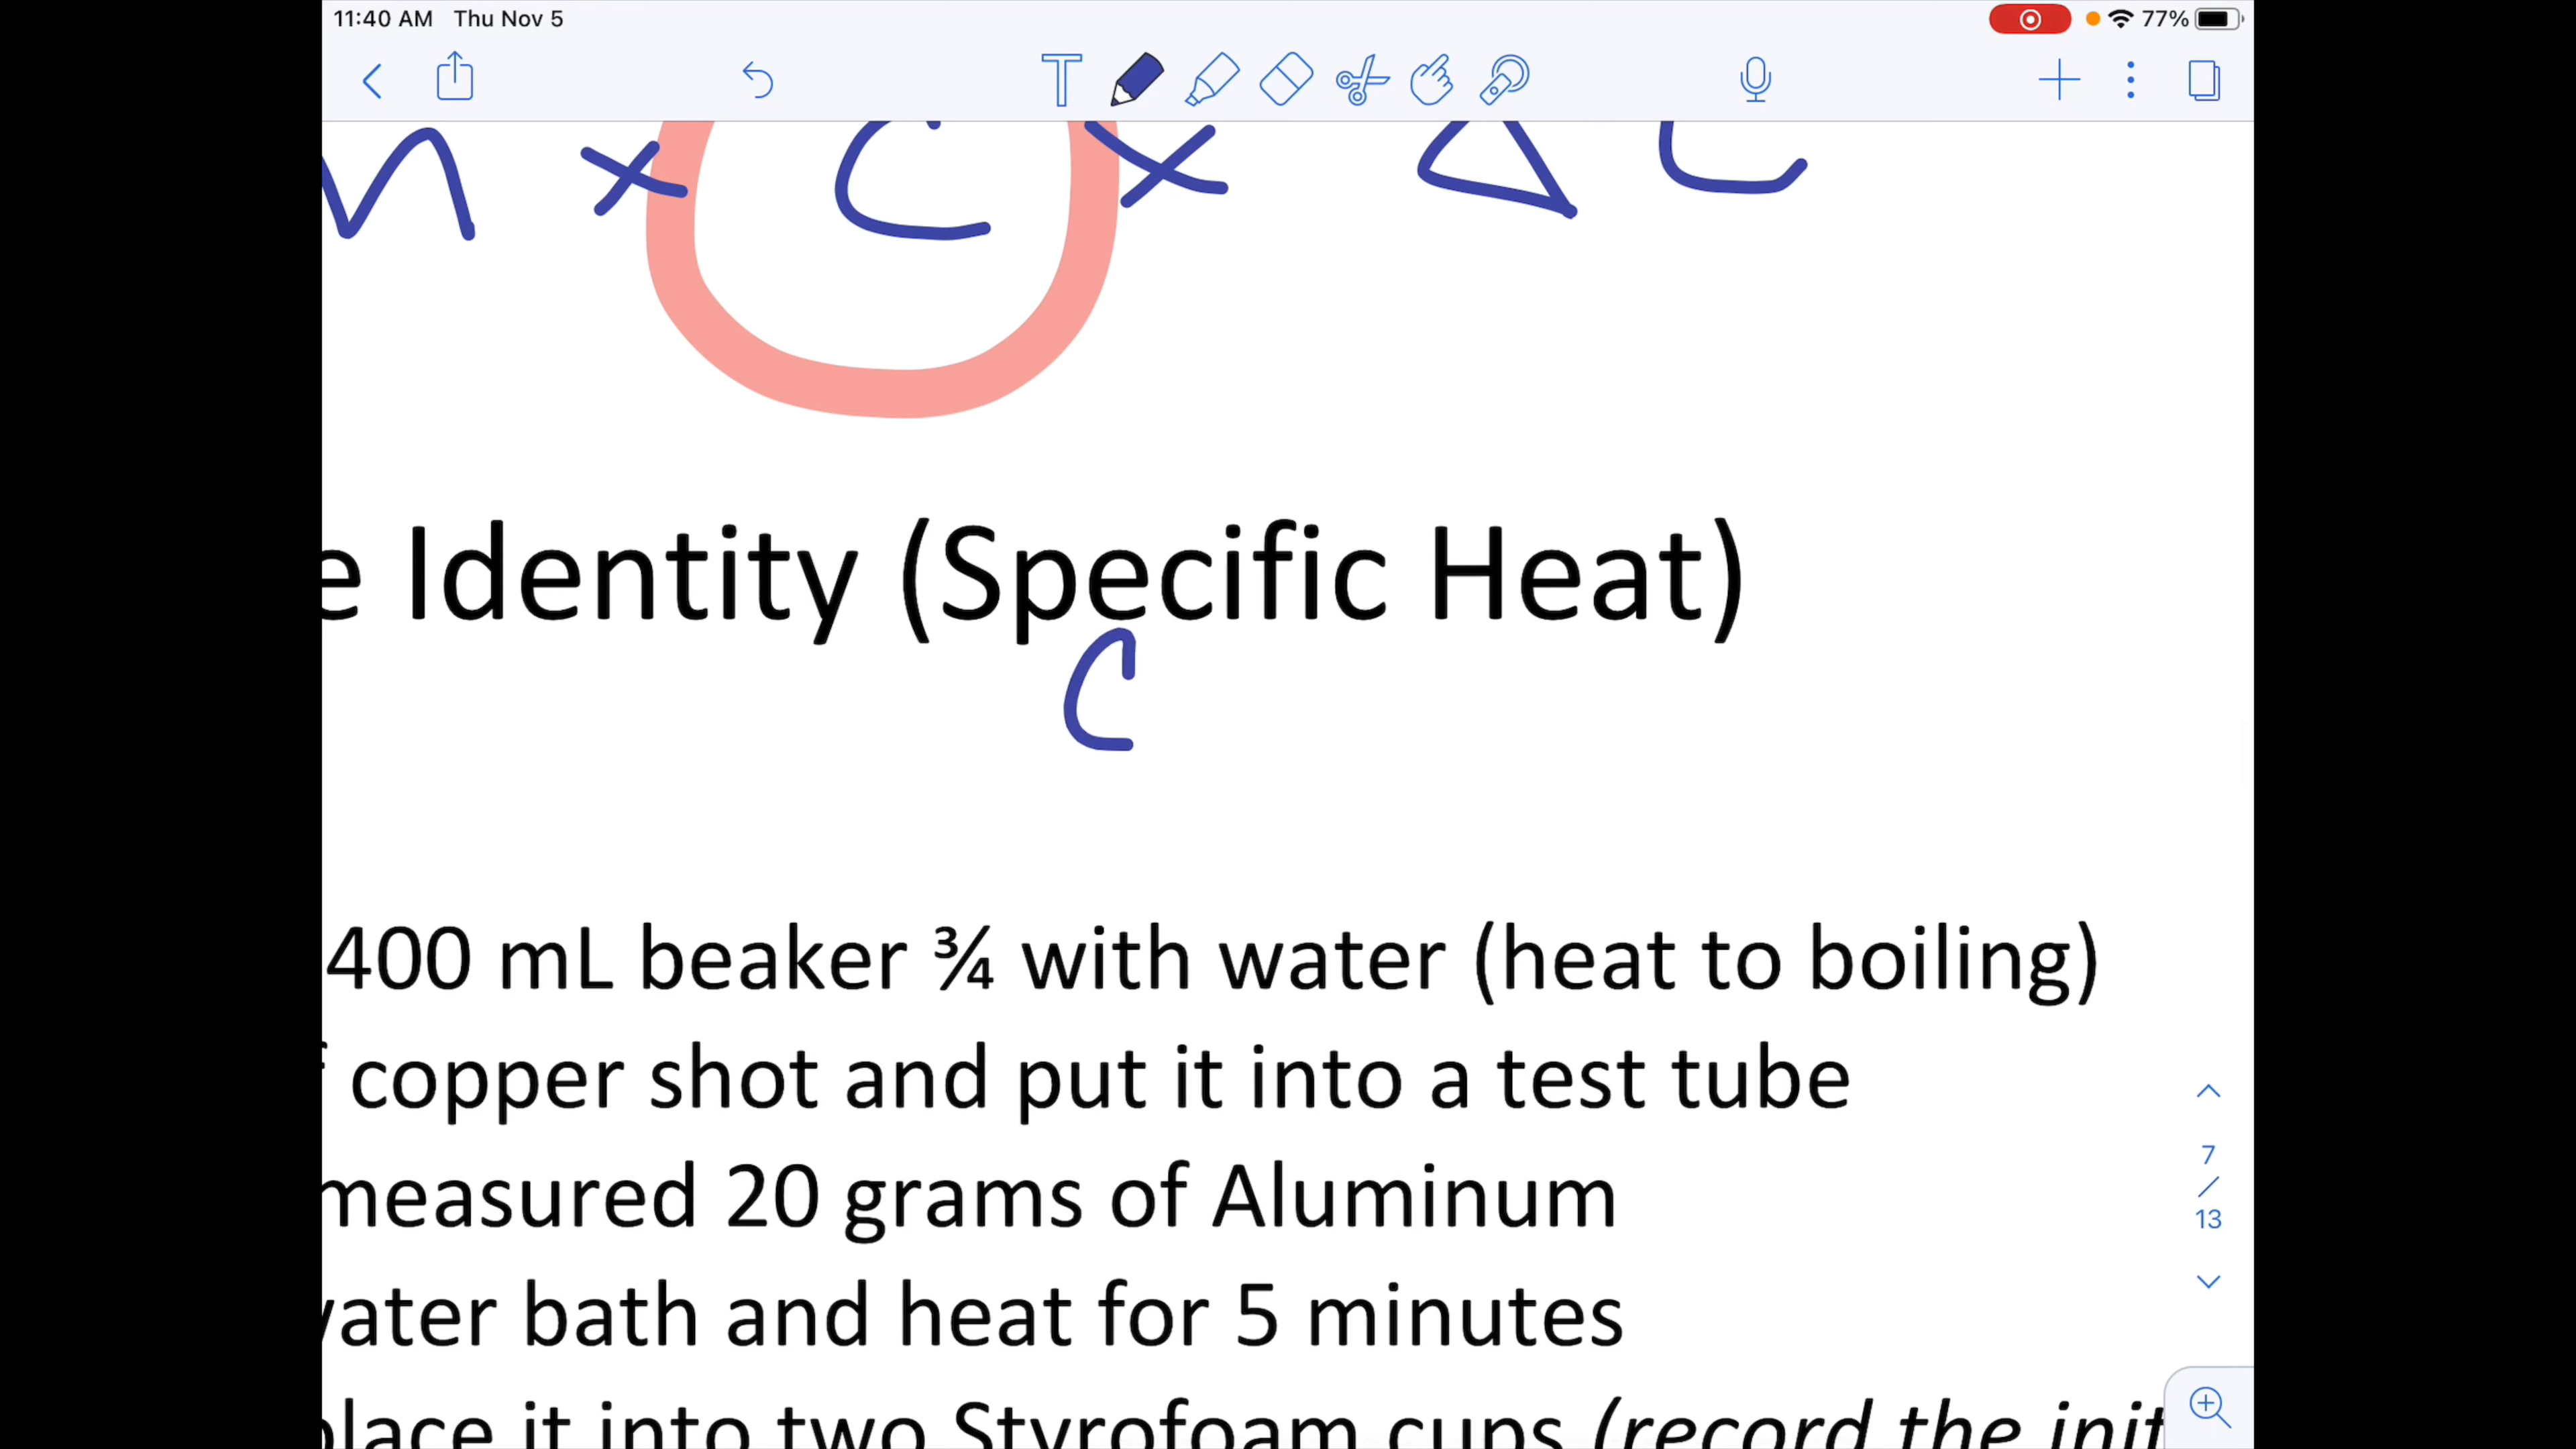 11:40 AM Thu Nov 5 77%
m × c × Δ t
e Identity (Specific Heat)
c
400 mL beaker ¾ with water (heat to boiling)
f copper shot and put it into a test tube
measured 20 grams of Aluminum
7
/
13
water bath and heat for 5 minutes
place it into two Styrofoam cups (record the init